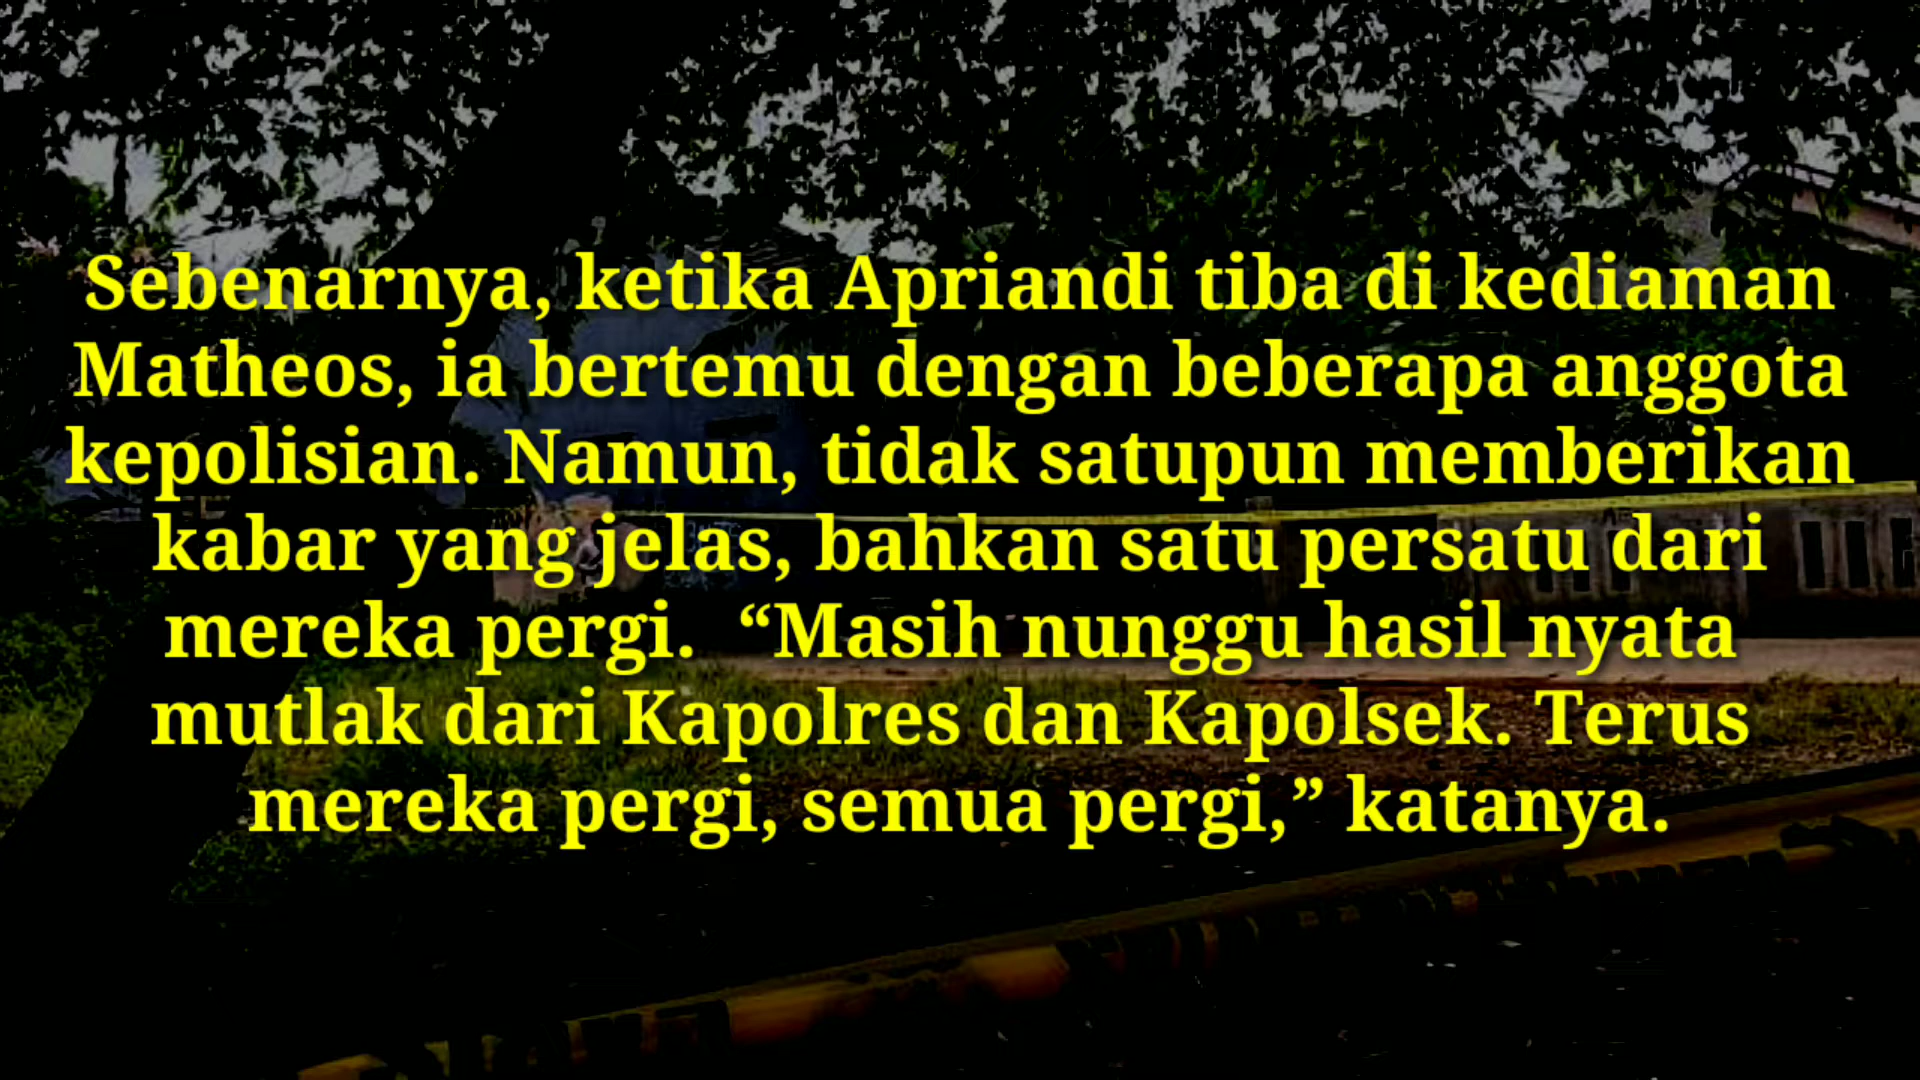 Sebenarnya, ketika Apriandi tiba di kediaman
Matheos, ia bertemu dengan beberapa anggota
kepolisian. Namun, tidak satupun memberikan
kabar yang jelas, bahkan satu persatu dari
mereka pergi. “Masih nunggu hasil nyata
mutlak dari Kapolres dan Kapolsek. Terus
mereka pergi, semua pergi,” katanya.